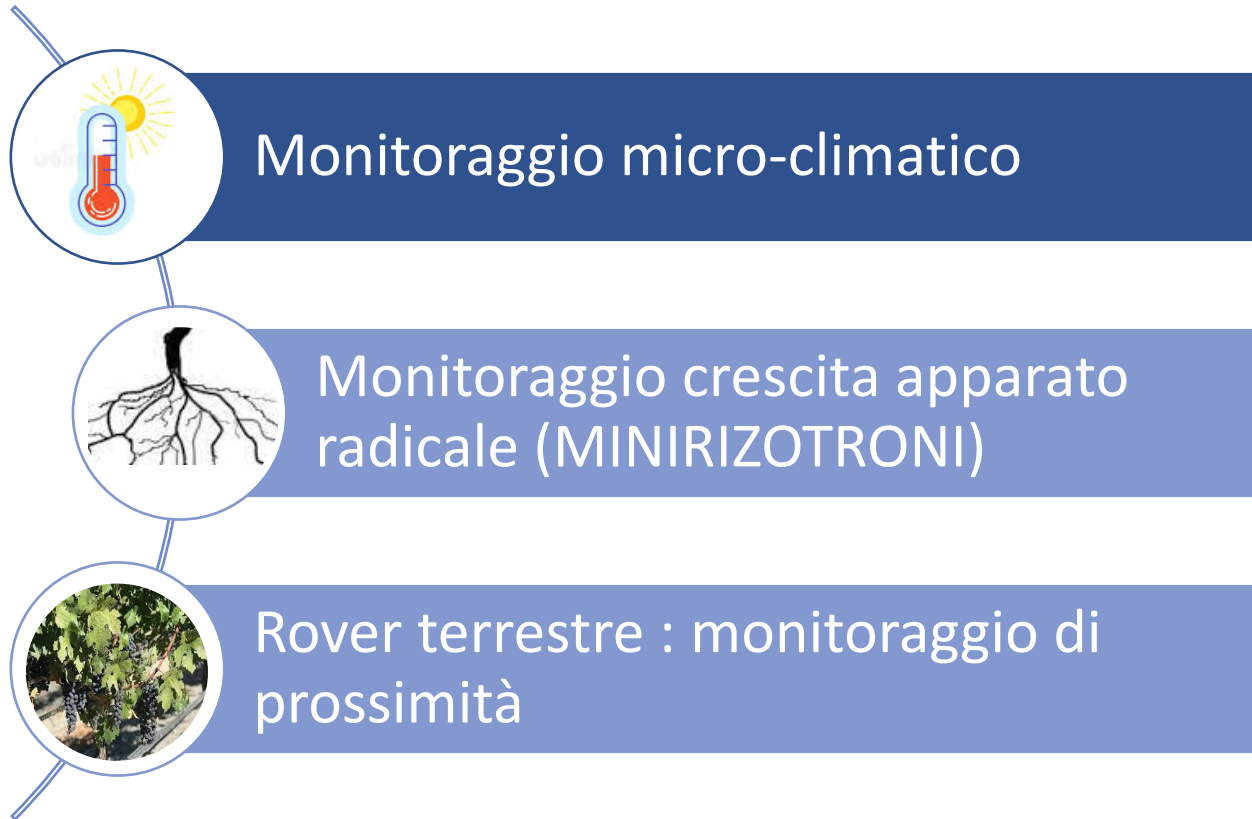 Monitoraggio micro-climatico
Monitoraggio crescita apparato
radicale (MINIRIZOTRONI)
Rover terrestre : monitoraggio di
prossimità